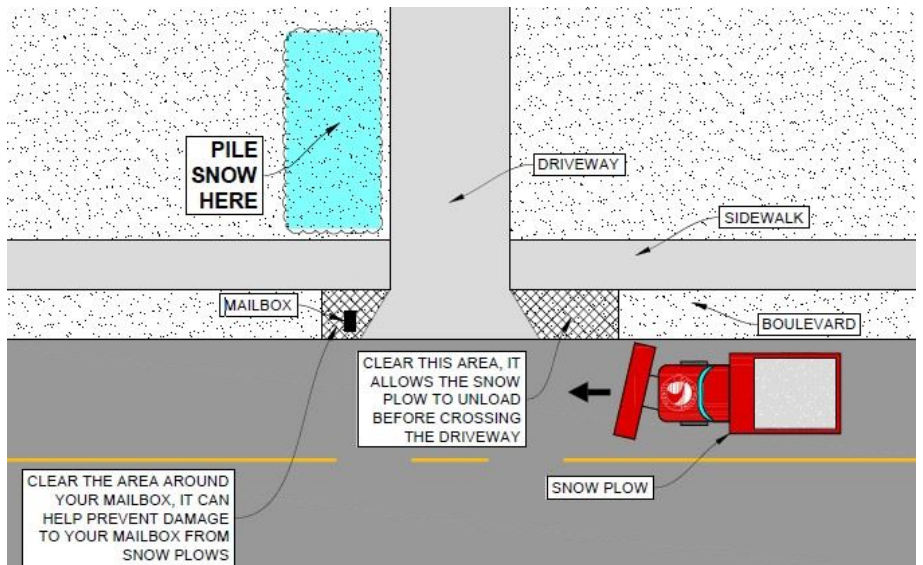 PILE
SNOW
HERE
DRIVEWAY
SIDEWALK
MAILBOX
BOULEVARD
CLEAR THIS AREA, IT
ALLOWS THE SNOW
PLOW TO UNLOAD
BEFORE CROSSING
THE DRIVEWAY
CLEAR THE AREA AROUND
YOUR MAILBOX, IT CAN
HELP PREVENT DAMAGE
TO YOUR MAILBOX FROM
SNOW PLOWS
SNOW PLOW